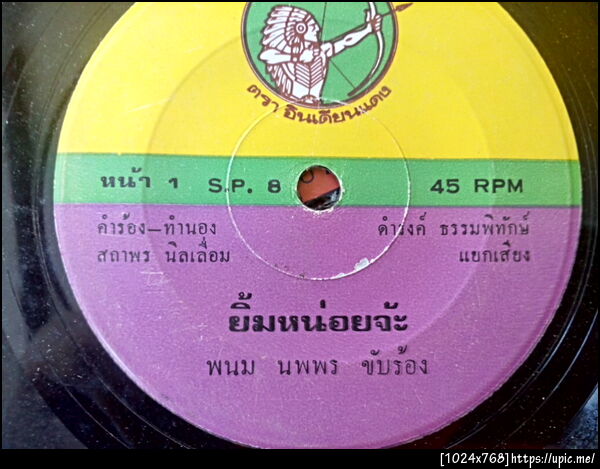 ตรา อินเดียนแดง
หน้า 1 S.P. 8 45 RPM
คำร้อง–ทำนอง ดำรงค์ ธรรมพิทักษ์
สถาพร นิลเลื่อม แยกเสียง
ยิ้มหน่อยจ้ะ
พนม นพพร ขับร้อง
[1024x768]https://upic.me/